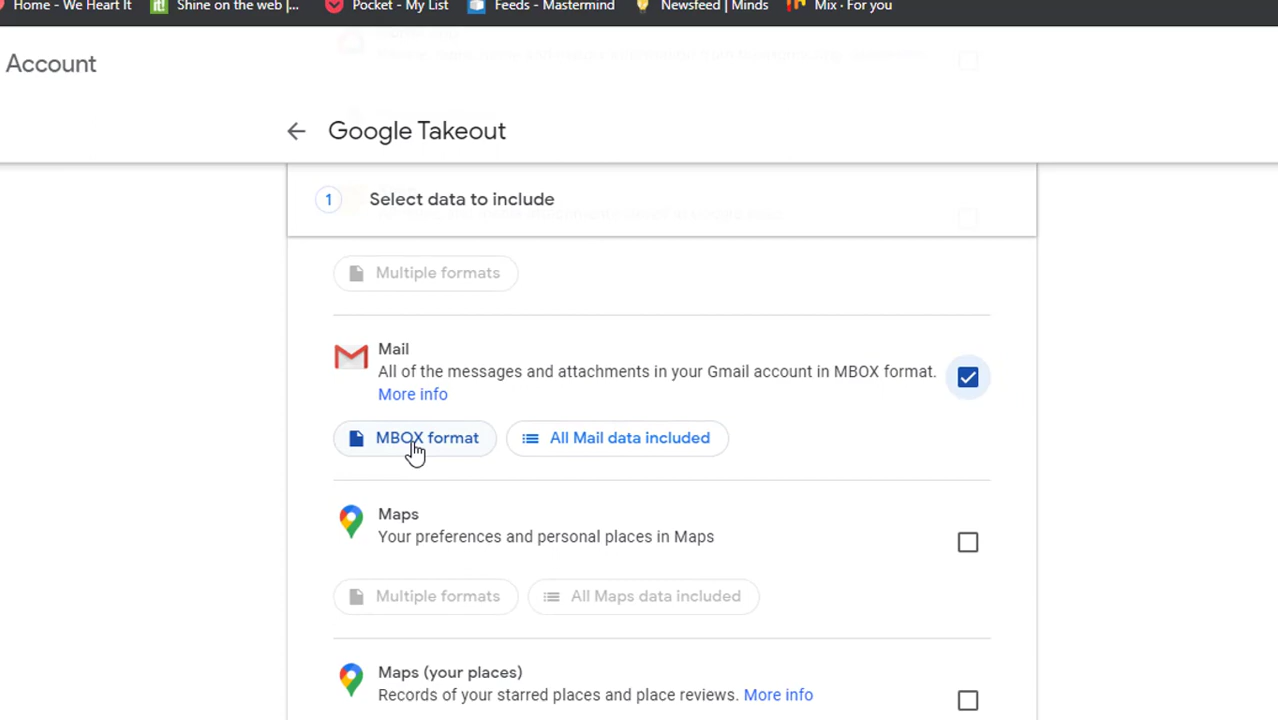 Home - We Heart It
it! Shine on the web |...
Pocket - My List
Feeds - Mastermind
Newsfeed | Minds
Mix · For you
Account
Google Takeout
1 Select data to include
Multiple formats
Mail
All of the messages and attachments in your Gmail account in MBOX format.
More info
MBOX format
All Mail data included
Maps
Your preferences and personal places in Maps
Multiple formats
All Maps data included
Maps (your places)
Records of your starred places and place reviews. More info